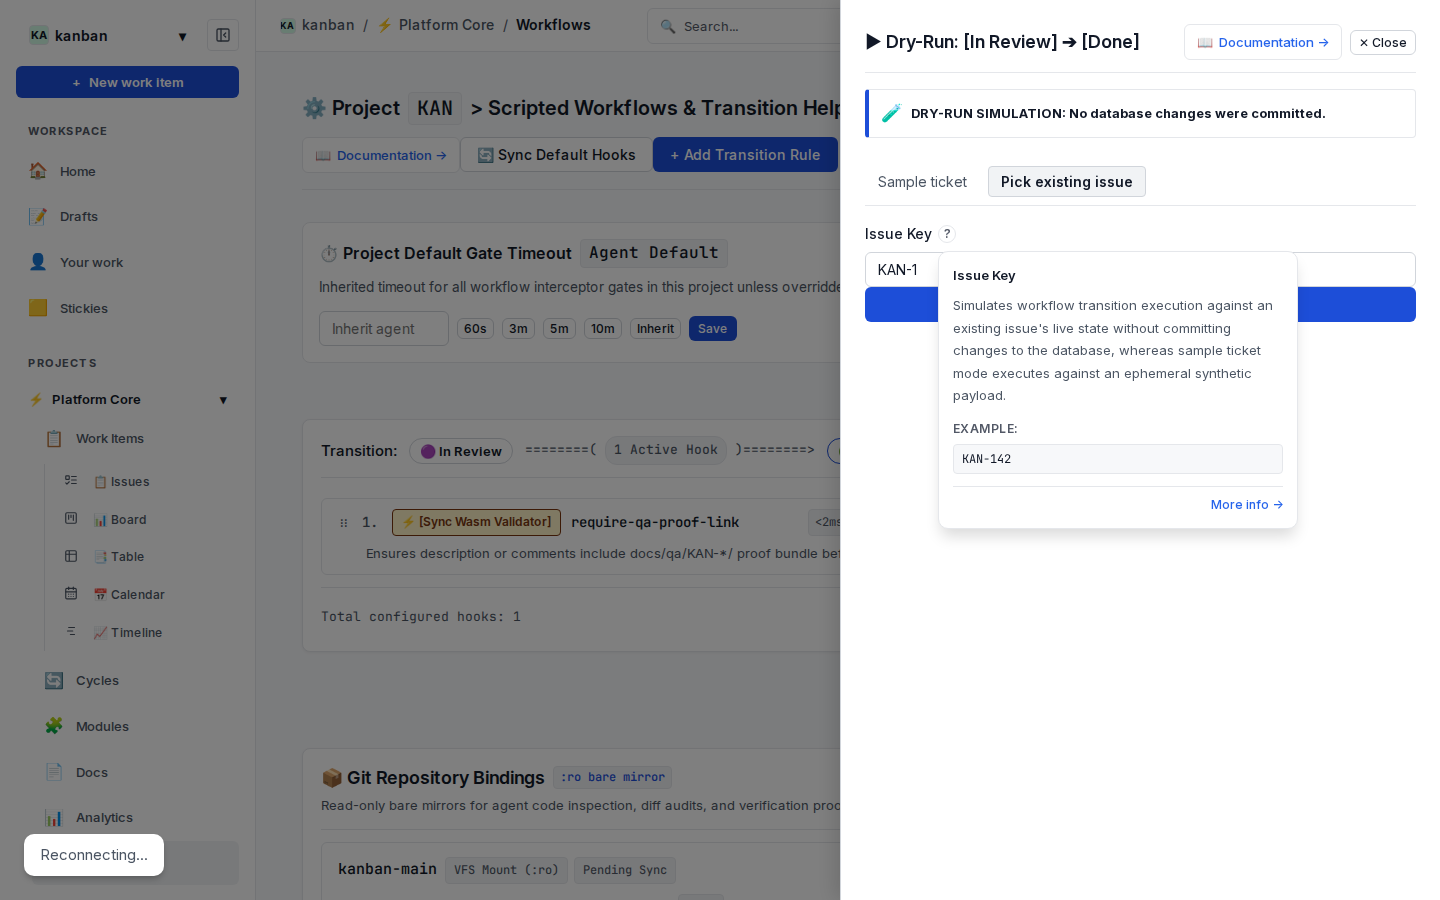 KA kanban ▾
+ New work item
WORKSPACE
Home
Drafts
Your work
Stickies
PROJECTS
⚡ Platform Core ▾
Work Items
Issues
Board
Table
Calendar
Timeline
Cycles
Modules
Docs
Analytics
Reconnecting...
KA kanban / ⚡ Platform Core / Workflows
Search...
Project KAN > Scripted Workflows & Transition Help
Documentation →
Sync Default Hooks
+ Add Transition Rule
Project Default Gate Timeout Agent Default
Inherited timeout for all workflow interceptor gates in this project unless overridde
Inherit agent 60s 3m 5m 10m Inherit Save
Transition: In Review ========( 1 Active Hook )========>
1. ⚡ [Sync Wasm Validator] require-qa-proof-link <2ms
Ensures description or comments include docs/qa/KAN-*/ proof bundle bef
Total configured hooks: 1
Git Repository Bindings :ro bare mirror
Read-only bare mirrors for agent code inspection, diff audits, and verification proo
kanban-main VFS Mount (:ro) Pending Sync
▶ Dry-Run: [In Review] ➔ [Done]
Documentation →
✕ Close
DRY-RUN SIMULATION: No database changes were committed.
Sample ticket
Pick existing issue
Issue Key ?
KAN-1
Issue Key
Simulates workflow transition execution against an
existing issue's live state without committing
changes to the database, whereas sample ticket
mode executes against an ephemeral synthetic
payload.
EXAMPLE:
KAN-142
More info →